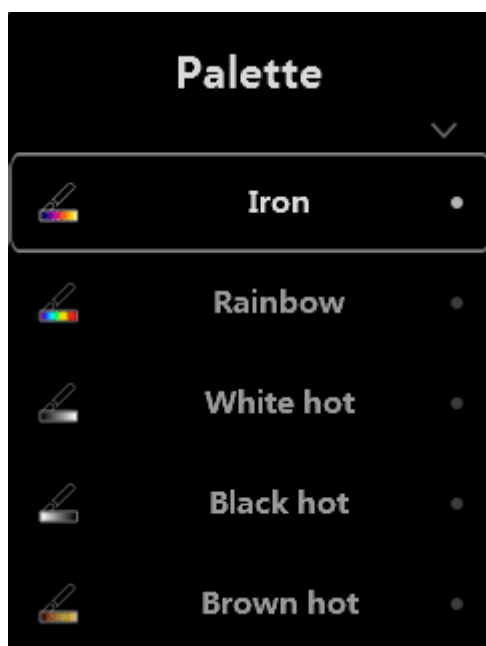 Palette
Iron
Rainbow
White hot
Black hot
Brown hot